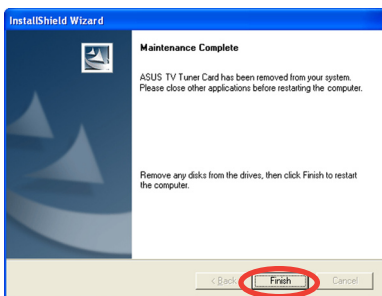 InstallShield Wizard
Maintenance Complete
ASUS TV Tuner Card has been removed from your system.
Please close other applications before restarting the computer.
Remove any disks from the drives, then click Finish to restart
the computer.
< Back
Finish
Cancel